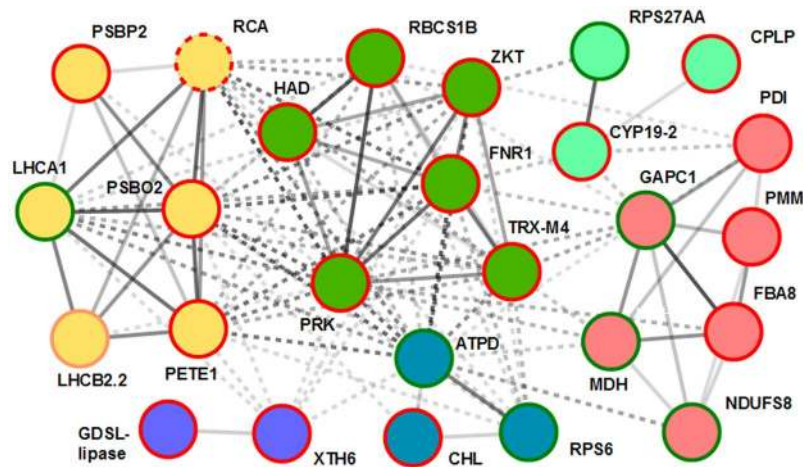 PSBP2
RCA
RBCS1B
RPS27AA
CPLP
ZKT
HAD
PDI
CYP19-2
FNR1
LHCA1
PSBO2
GAPC1
PMM
TRX-M4
FBA8
PRK
ATPD
MDH
LHCB2.2
PETE1
NDUFS8
GDSL-
lipase
XTH6
CHL
RPS6